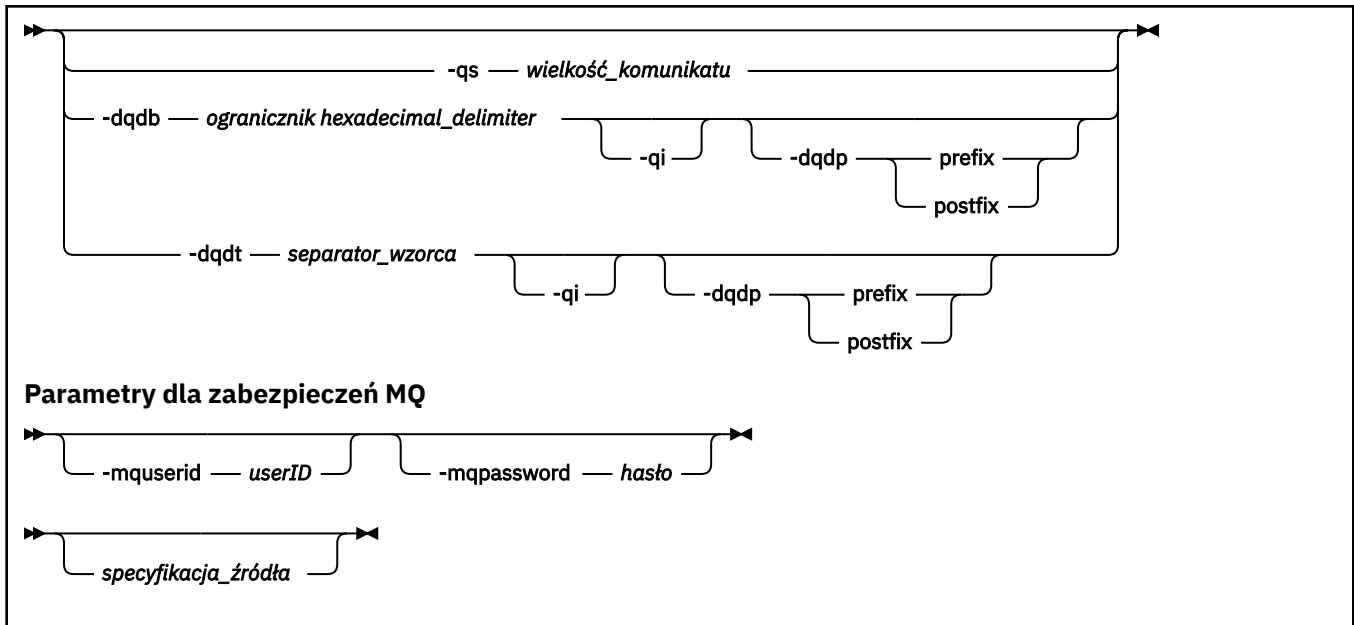 -qs wielkość_komunikatu
-dqdb ogranicznik hexadecimal_delimiter
-qi -dqdp prefix
postfix
-dqdt separator_wzorca
-qi -dqdp prefix
postfix
Parametry dla zabezpieczeń MQ
-mquserid userID -mqpassword hasło
specyfikacja_źródła